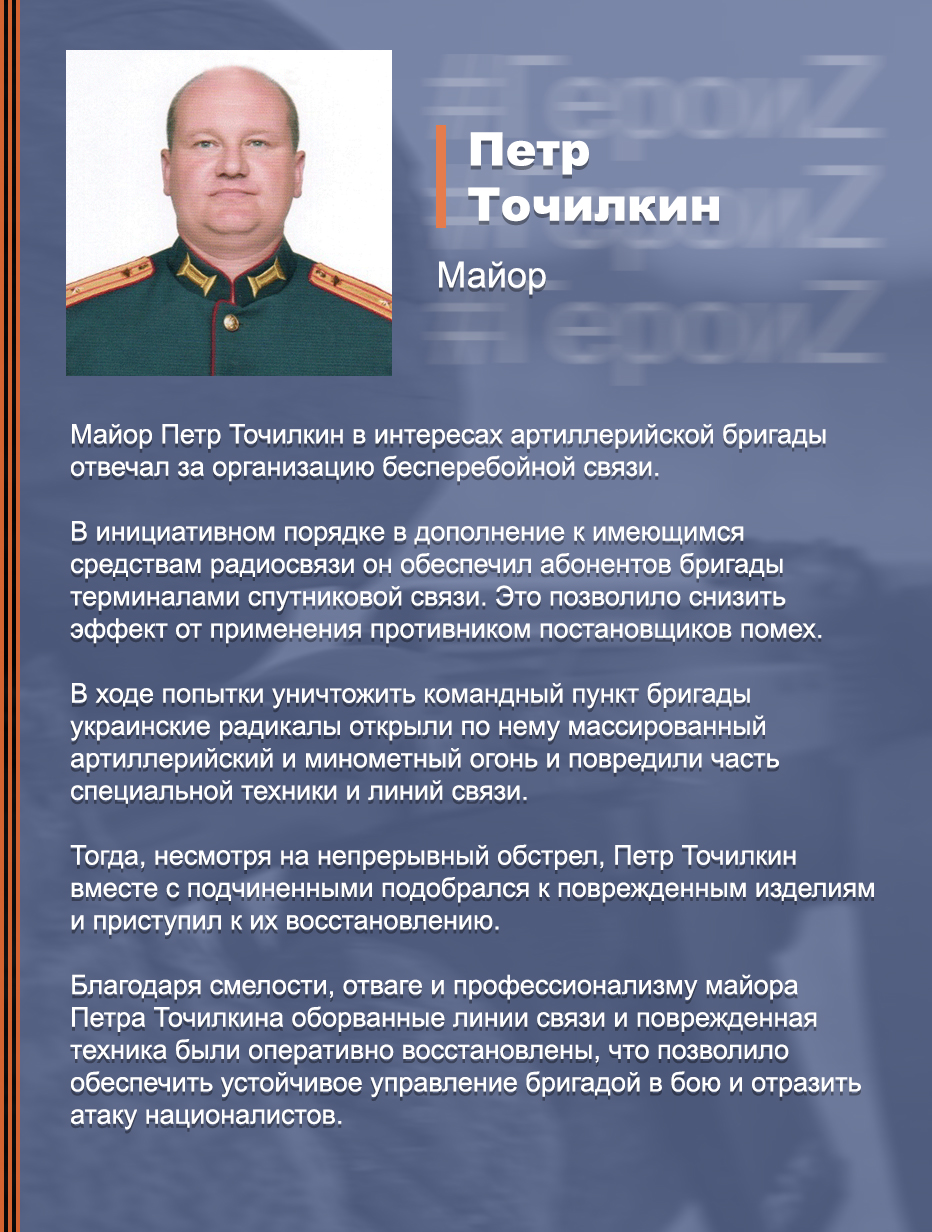 #ГероиZ
Петр
Точилкин
#ГероиZ
Майор
#ГероиZ
Майор Петр Точилкин в интересах артиллерийской бригады
отвечал за организацию бесперебойной связи.
В инициативном порядке в дополнение к имеющимся
средствам радиосвязи он обеспечил абонентов бригады
терминалами спутниковой связи. Это позволило снизить
эффект от применения противником постановщиков помех.
В ходе попытки уничтожить командный пункт бригады
украинские радикалы открыли по нему массированный
артиллерийский и минометный огонь и повредили часть
специальной техники и линий связи.
Тогда, несмотря на непрерывный обстрел, Петр Точилкин
вместе с подчиненными подобрался к поврежденным изделиям
и приступил к их восстановлению.
Благодаря смелости, отваге и профессионализму майора
Петра Точилкина оборванные линии связи и поврежденная
техника были оперативно восстановлены, что позволило
обеспечить устойчивое управление бригадой в бою и отразить
атаку националистов.